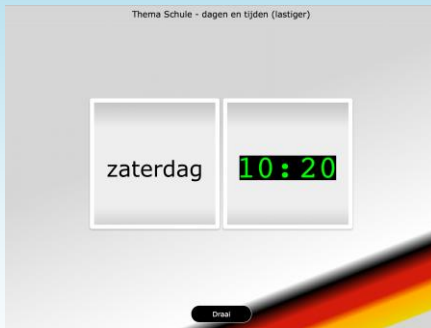 Thema Schule - dagen en tijden (lastiger)
zaterdag
10:20
Draai